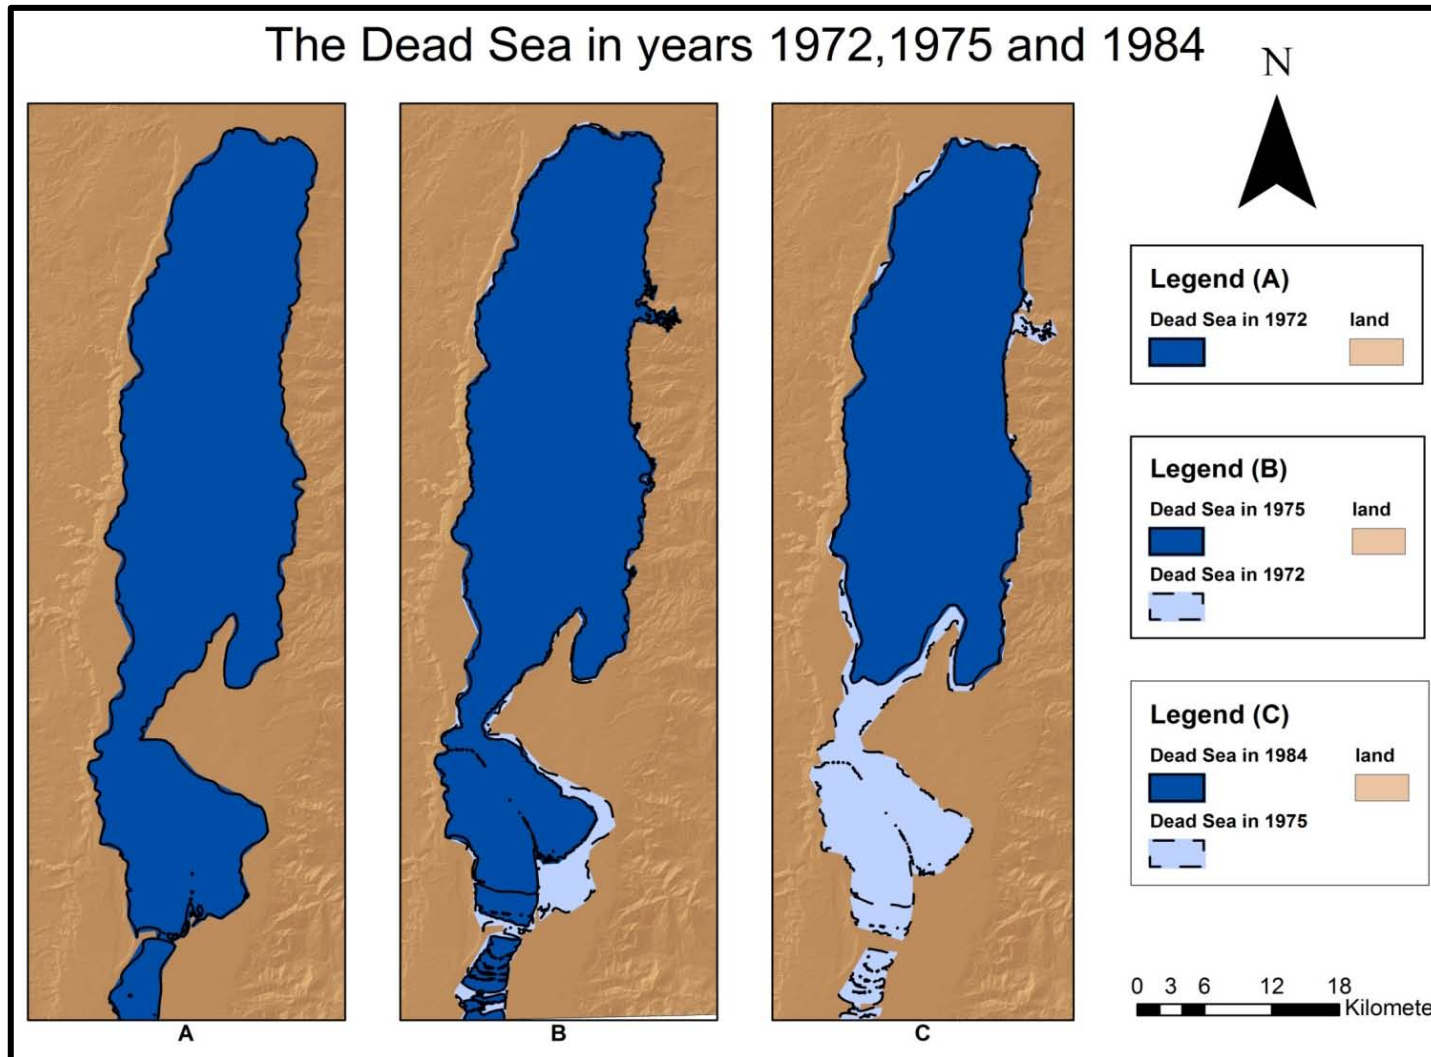 The Dead Sea in years 1972,1975 and 1984
N
Legend (A)
Dead Sea in 1972 land
Legend (B)
Dead Sea in 1975 land
Dead Sea in 1972
Legend (C)
Dead Sea in 1984 land
Dead Sea in 1975
0 3 6 12 18
Kilomete
A B C